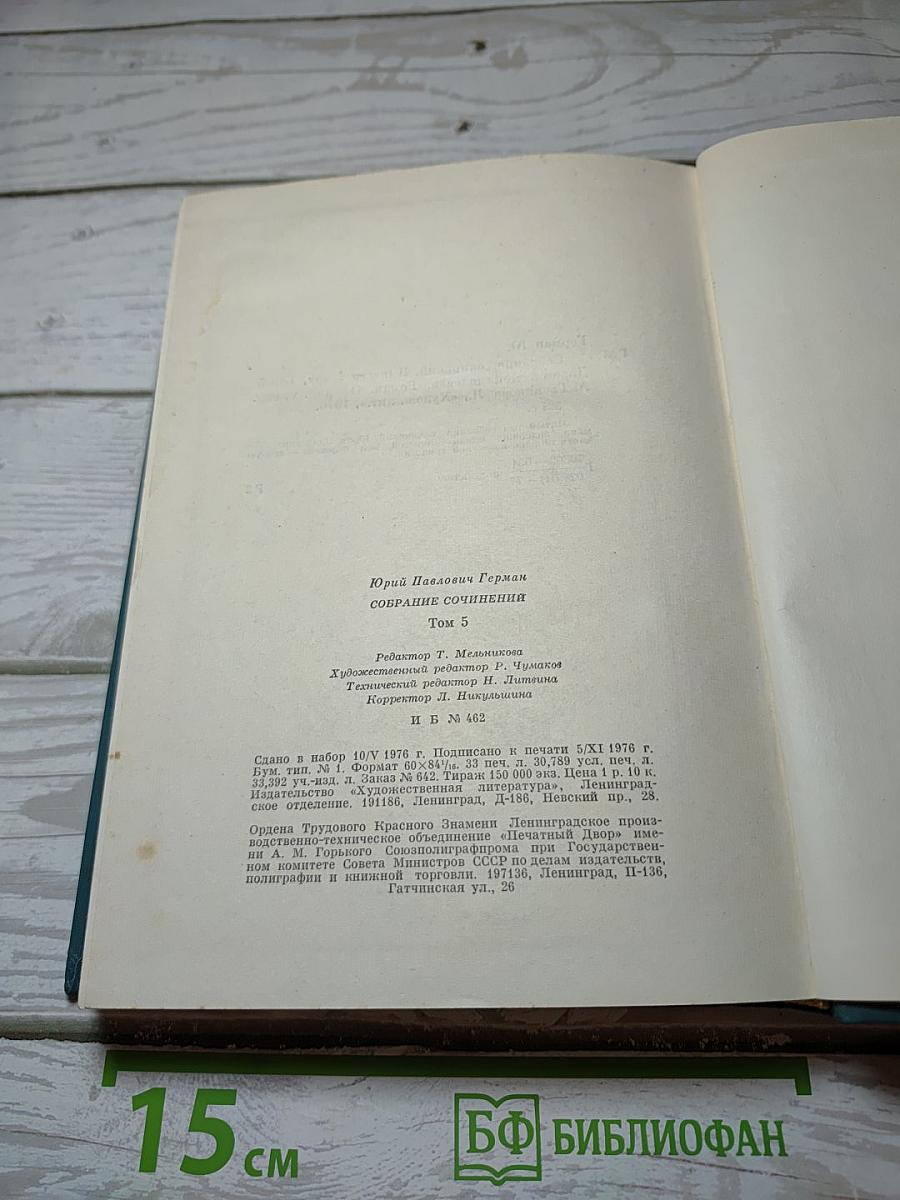 Юрий Павлович Герман
СОБРАНИЕ СОЧИНЕНИЙ
Том 5
Редактор Т. Мельникова
Художественный редактор Р. Чумаков
Технический редактор Н. Литвина
Корректор Л. Никульшина
И Б № 462
Сдано в набор 10/V 1976 г. Подписано к печати 5/XI 1976 г.
Бум. тип. № 1. Формат 60×84¹/₁₆. 33 печ. л. 30,789 усл. печ. л.
33,392 уч.-изд. л. Заказ № 642. Тираж 150 000 экз. Цена 1 р. 10 к.
Издательство «Художественная литература», Ленинград-
ское отделение. 191186, Ленинград, Д-186, Невский пр., 28.
Ордена Трудового Красного Знамени Ленинградское произ-
водственно-техническое объединение «Печатный Двор» име-
ни А. М. Горького Союзполиграфпрома при Государствен-
ном комитете Совета Министров СССР по делам издательств,
полиграфии и книжной торговли. 197136, Ленинград, П-136,
Гатчинская ул., 26
15 см
БФ БИБЛИОФАН